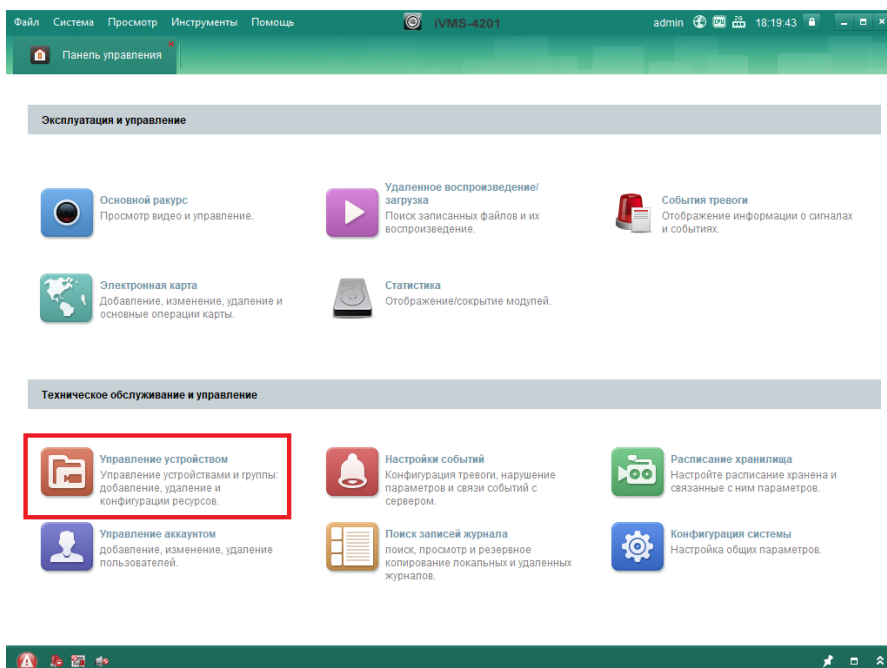 Файл Система Просмотр Инструменты Помощь iVMS-4201 admin 18:19:43
Панель управления
Эксплуатация и управление
Основной ракурс
Просмотр видео и управление.
Удаленное воспроизведение/
загрузка
Поиск записанных файлов и их
воспроизведение.
События тревоги
Отображение информации о сигналах
и событиях.
Электронная карта
Добавление, изменение, удаление и
основные операции карты.
Статистика
Отображение/сокрытие модулей.
Техническое обслуживание и управление
Управление устройством
Управление устройствами и группы:
добавление, удаление и
конфигурации ресурсов.
Настройки событий
Конфигурация тревоги, нарушение
параметров и связи событий с
сервером.
Расписание хранилища
Настройте расписание хранена и
связанные с ним параметров.
Управление аккаунтом
добавление, изменение, удаление
пользователей.
Поиск записей журнала
поиск, просмотр и резервное
копирование локальных и удаленных
журналов.
Конфигурация системы
Настройка общих параметров.